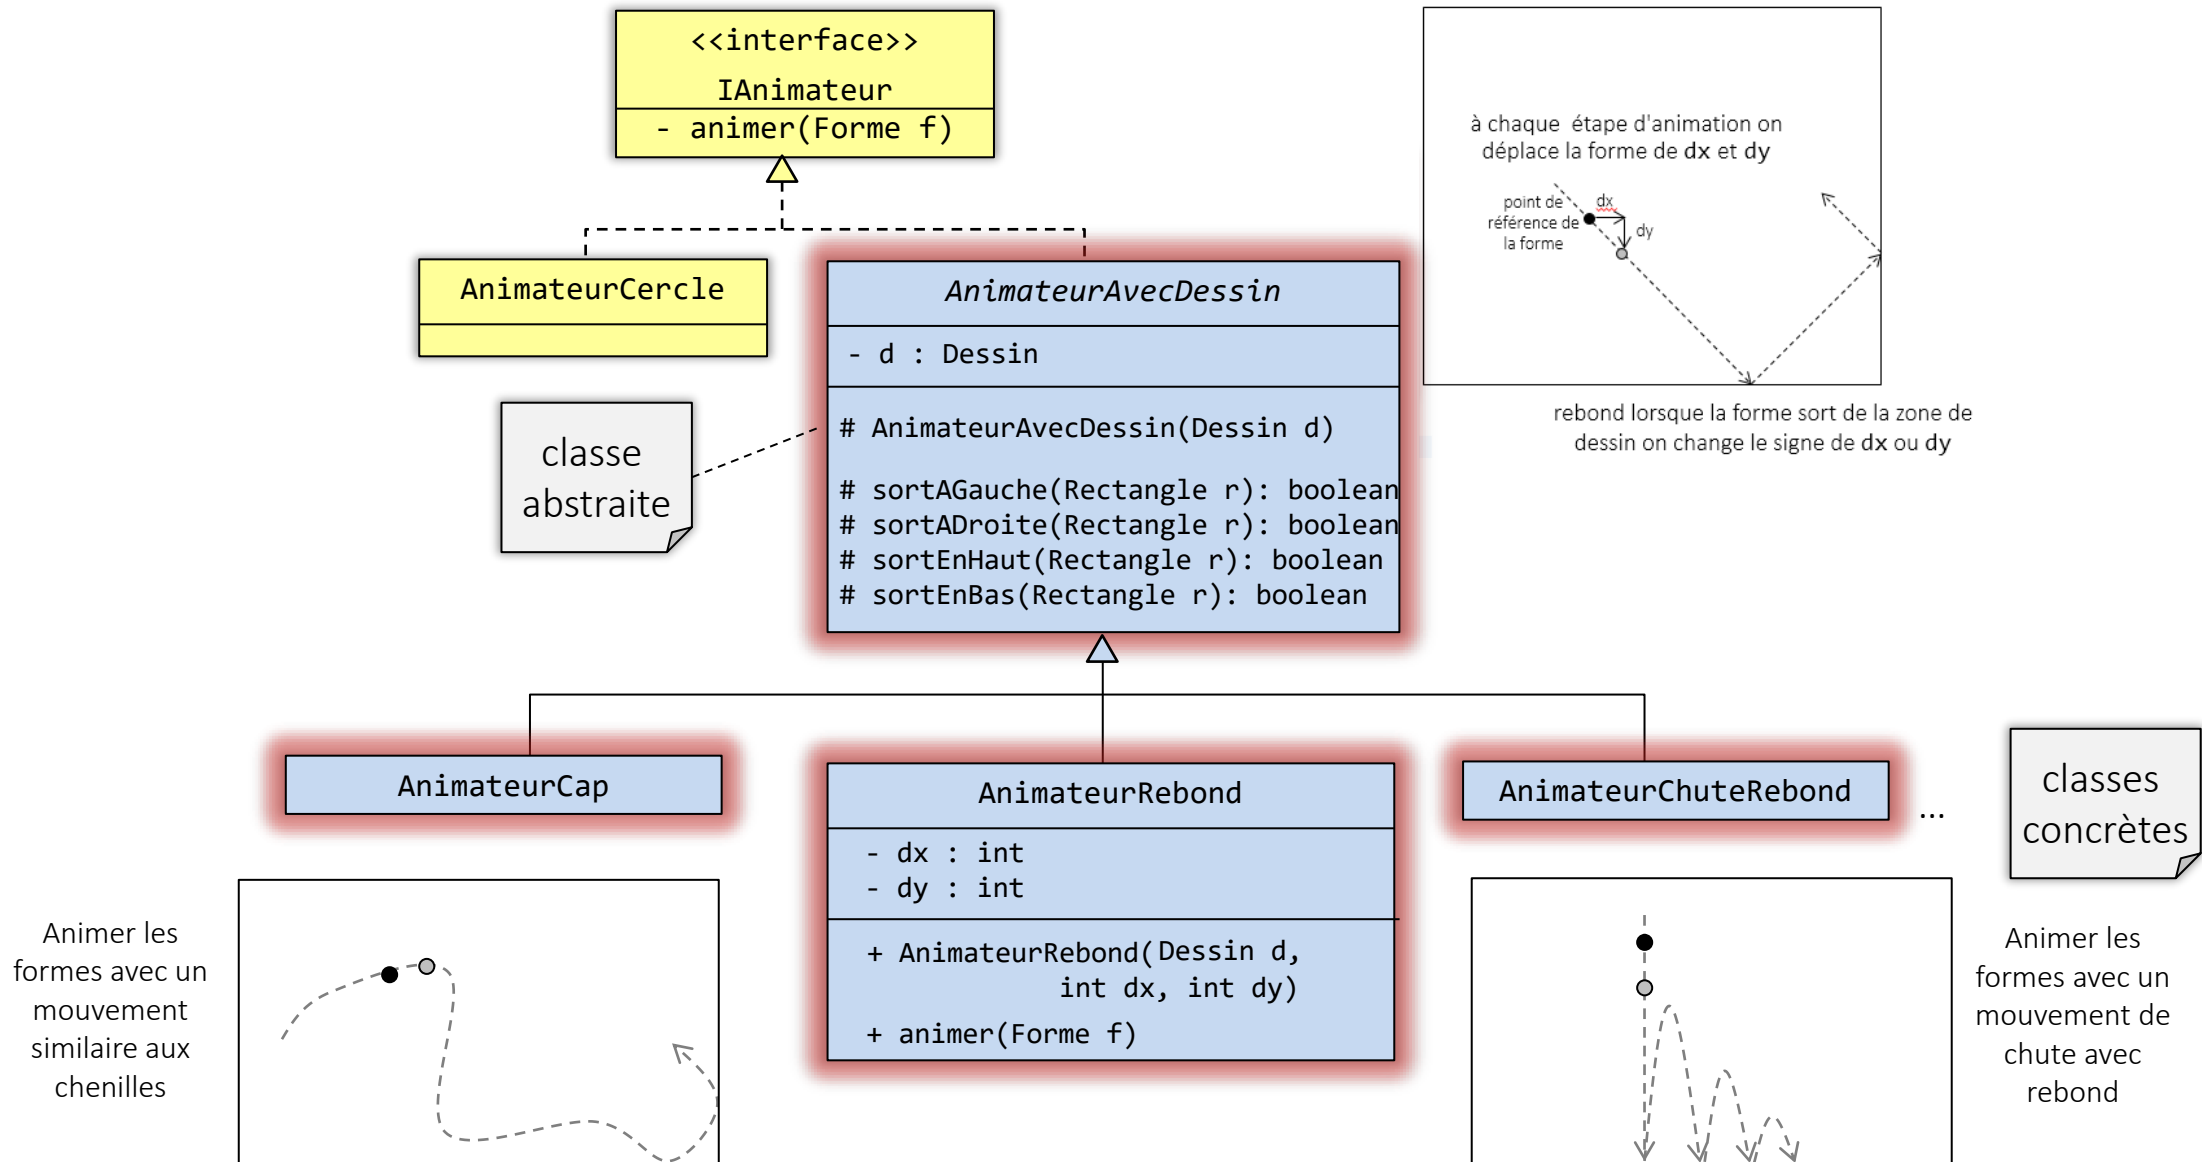 <<interface>>
IAnimateur
- animer(Forme f)
à chaque étape d'animation on
déplace la forme de dx et dy
point de
référence de
la forme
dx
dy
rebond lorsque la forme sort de la zone de
dessin on change le signe de dx ou dy
AnimateurCercle
AnimateurAvecDessin
- d : Dessin
# AnimateurAvecDessin(Dessin d)
# sortAGauche(Rectangle r): boolean
# sortADroite(Rectangle r): boolean
# sortEnHaut(Rectangle r): boolean
# sortEnBas(Rectangle r): boolean
classe
abstraite
AnimateurCap
AnimateurRebond
- dx : int
- dy : int
+ AnimateurRebond(Dessin d,
int dx, int dy)
+ animer(Forme f)
AnimateurChuteRebond
...
classes
concrètes
Animer les
formes avec un
mouvement
similaire aux
chenilles
Animer les
formes avec un
mouvement de
chute avec
rebond